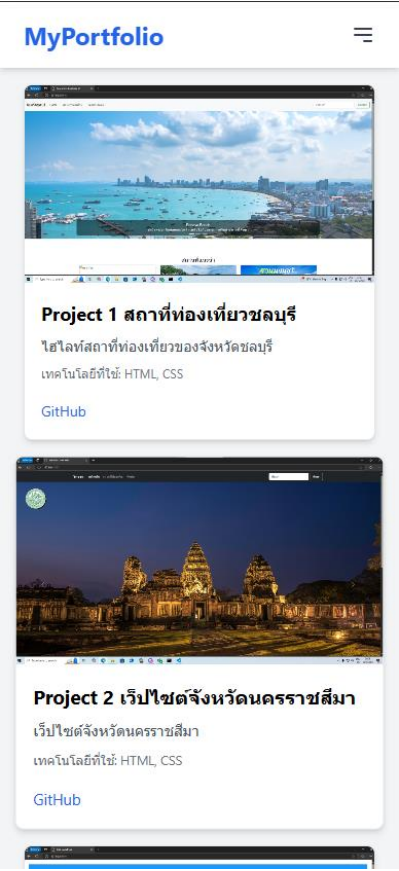 MyPortfolio
Project 1 สถาที่ท่องเที่ยวชลบุรี
ไฮไลท์สถาที่ท่องเที่ยวของจังหวัดชลบุรี
เทคโนโลยีที่ใช้: HTML, CSS
GitHub
Project 2 เว็ปไซต์จังหวัดนครราชสีมา
เว็ปไซต์จังหวัดนครราชสีมา
เทคโนโลยีที่ใช้: HTML, CSS
GitHub